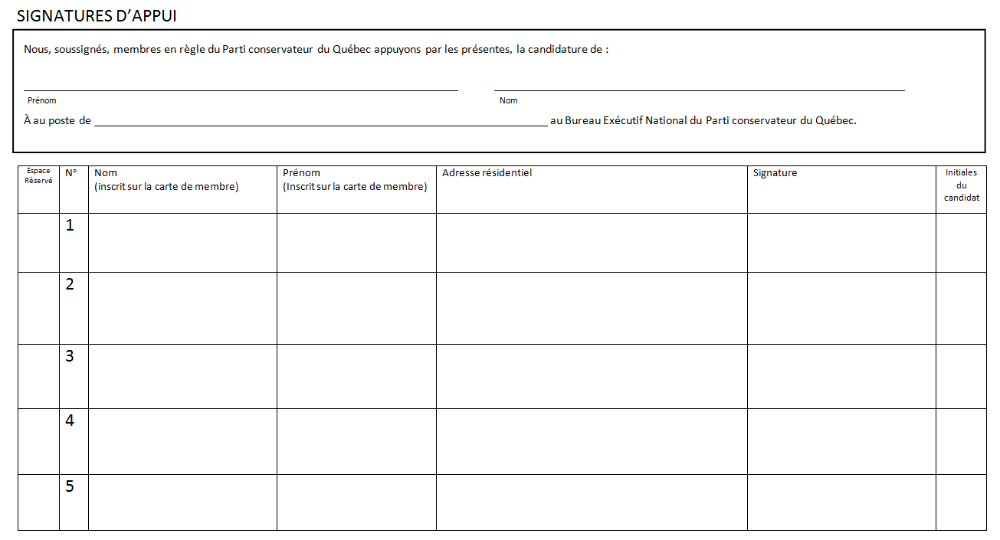 SIGNATURES D’APPUI
Nous, soussignés, membres en règle du Parti conservateur du Québec appuyons par les présentes, la candidature de :
Prénom
Nom
À au poste de ______ au Bureau Exécutif National du Parti conservateur du Québec.
Espace
Réservé
N°
Nom
(inscrit sur la carte de membre)
Prénom
(Inscrit sur la carte de membre)
Adresse résidentiel
Signature
Initiales
du
candidat
1
2
3
4
5